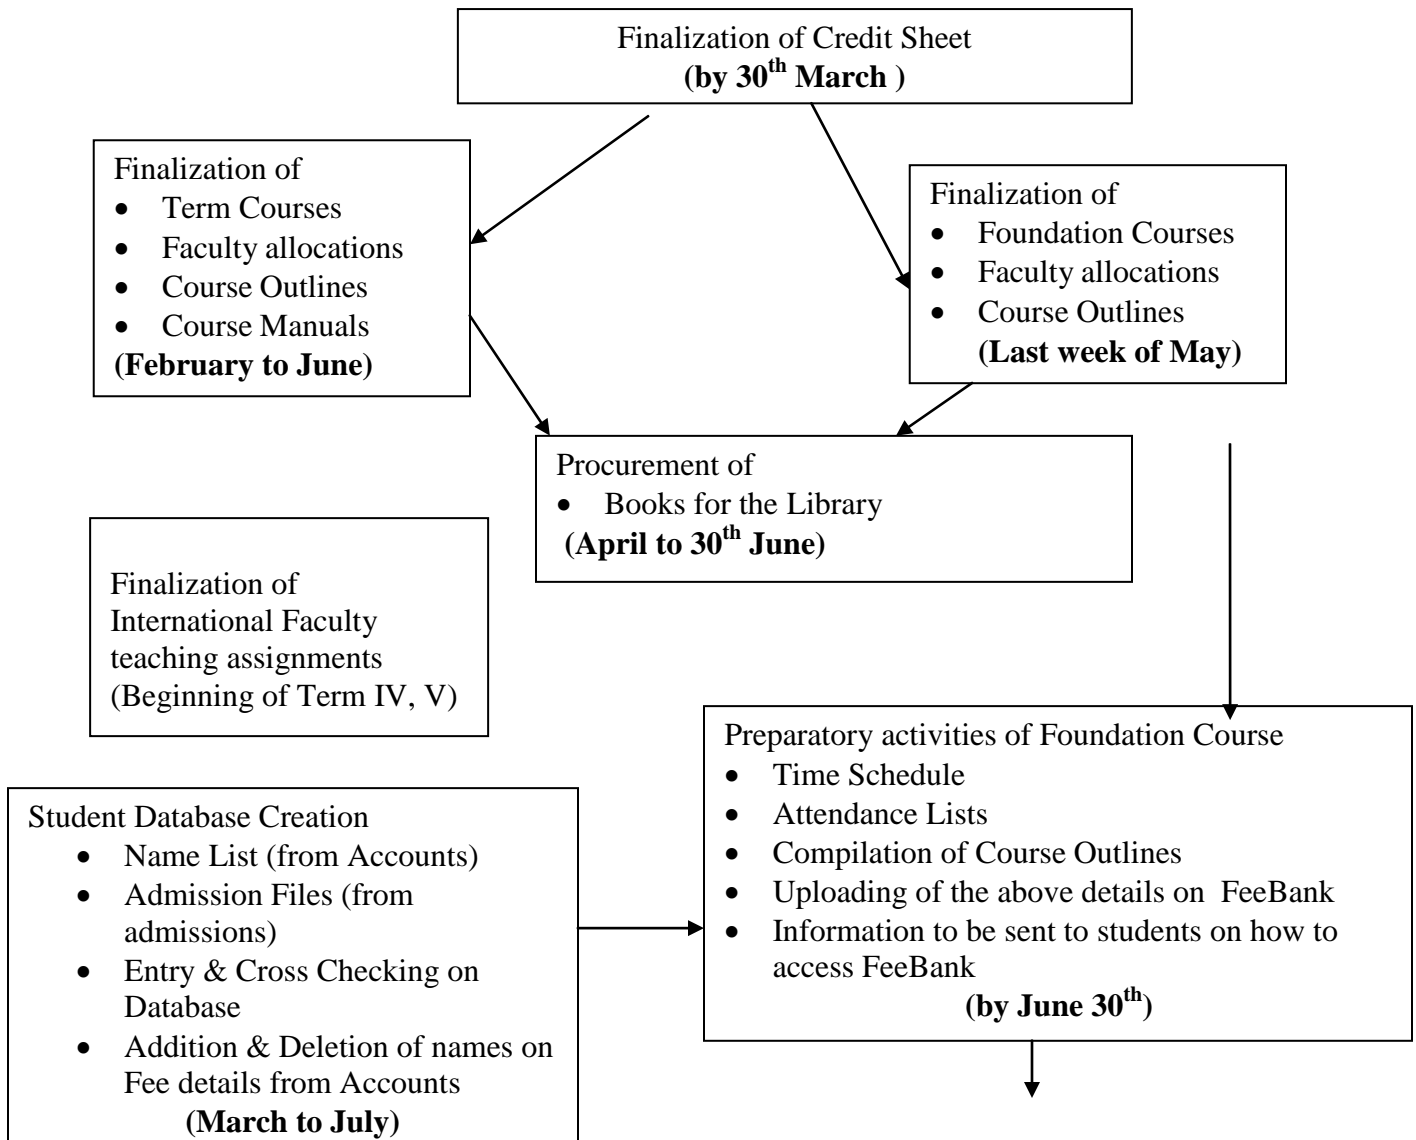 Finalization of Credit Sheet
(by 30th March )
Finalization of
• Term Courses
• Faculty allocations
• Course Outlines
• Course Manuals
(February to June)
Finalization of
• Foundation Courses
• Faculty allocations
• Course Outlines
(Last week of May)
Procurement of
• Books for the Library
(April to 30th June)
Finalization of
International Faculty
teaching assignments
(Beginning of Term IV, V)
Preparatory activities of Foundation Course
• Time Schedule
• Attendance Lists
• Compilation of Course Outlines
• Uploading of the above details on FeeBank
• Information to be sent to students on how to
access FeeBank
(by June 30th)
Student Database Creation
• Name List (from Accounts)
• Admission Files (from
admissions)
• Entry & Cross Checking on
Database
• Addition & Deletion of names on
Fee details from Accounts
(March to July)